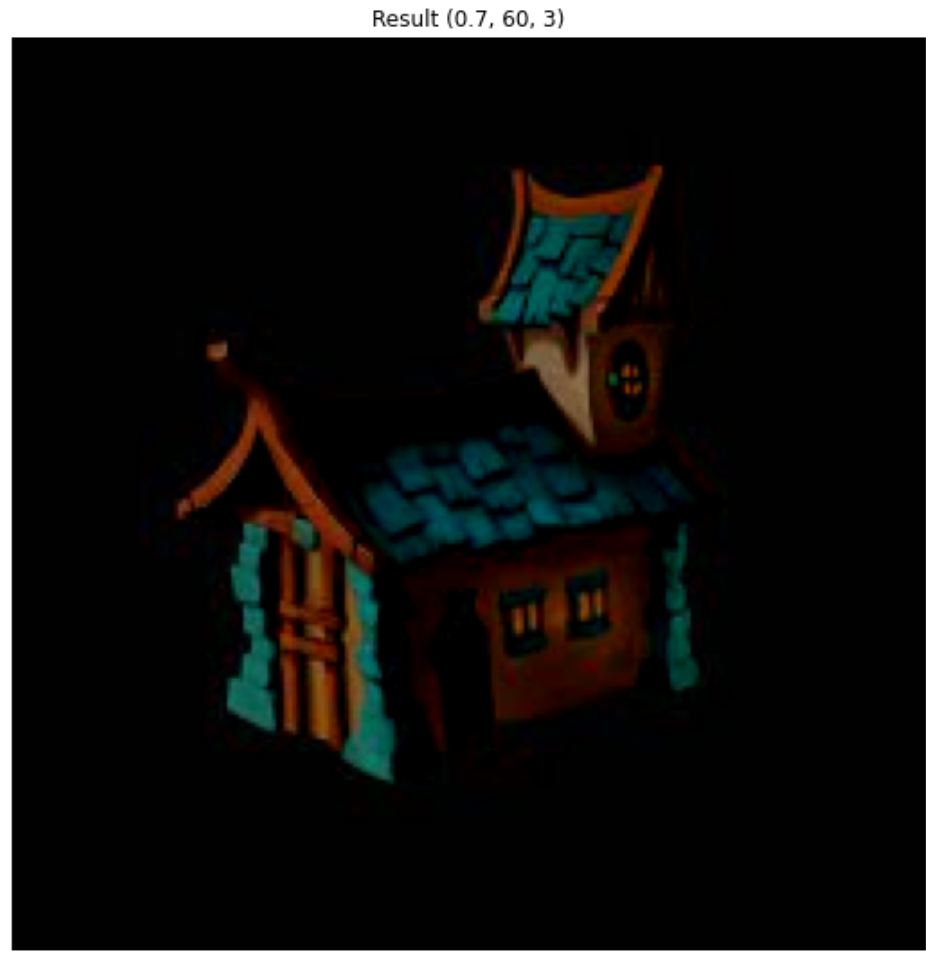 Result (0.7, 60, 3)